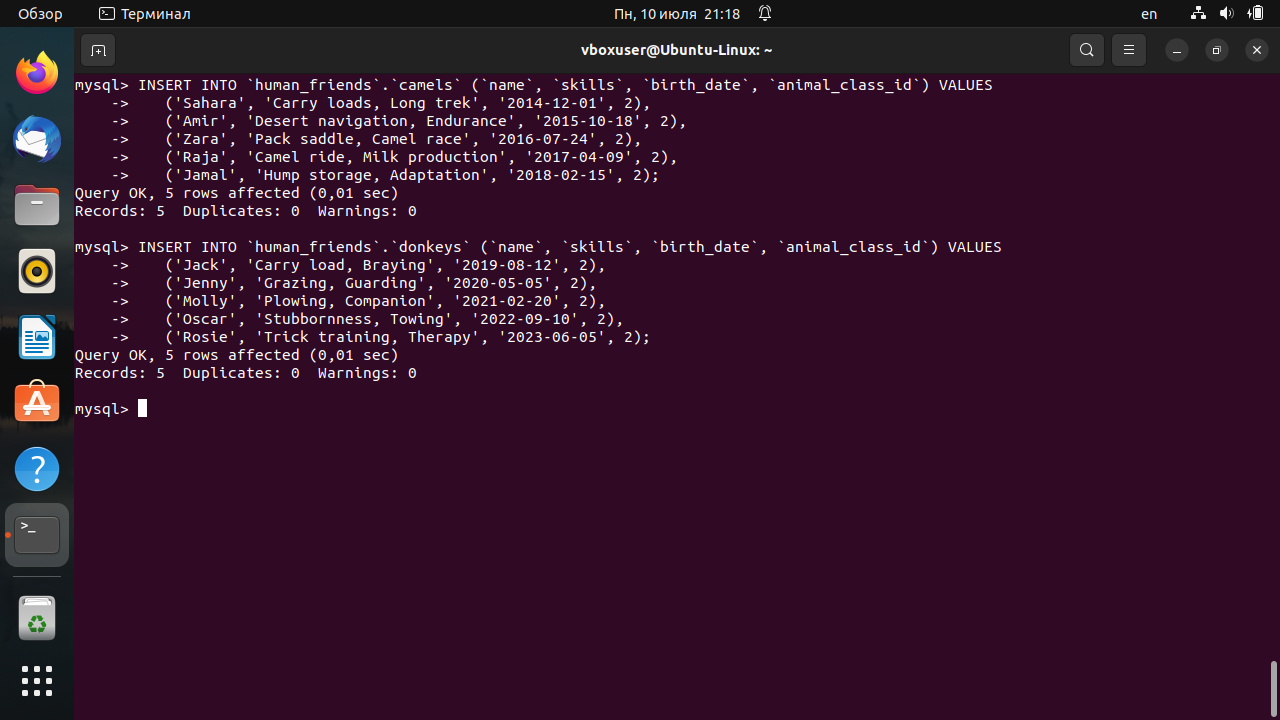 Обзор
Терминал
Пн, 10 июля 21:18
en
vboxuser@Ubuntu-Linux: ~
mysql> INSERT INTO `human_friends`.`camels` (`name`, `skills`, `birth_date`, `animal_class_id`) VALUES
    ->    ('Sahara', 'Carry loads, Long trek', '2014-12-01', 2),
    ->    ('Amir', 'Desert navigation, Endurance', '2015-10-18', 2),
    ->    ('Zara', 'Pack saddle, Camel race', '2016-07-24', 2),
    ->    ('Raja', 'Camel ride, Milk production', '2017-04-09', 2),
    ->    ('Jamal', 'Hump storage, Adaptation', '2018-02-15', 2);
Query OK, 5 rows affected (0,01 sec)
Records: 5  Duplicates: 0  Warnings: 0
mysql> INSERT INTO `human_friends`.`donkeys` (`name`, `skills`, `birth_date`, `animal_class_id`) VALUES
    ->    ('Jack', 'Carry load, Braying', '2019-08-12', 2),
    ->    ('Jenny', 'Grazing, Guarding', '2020-05-05', 2),
    ->    ('Molly', 'Plowing, Companion', '2021-02-20', 2),
    ->    ('Oscar', 'Stubbornness, Towing', '2022-09-10', 2),
    ->    ('Rosie', 'Trick training, Therapy', '2023-06-05', 2);
Query OK, 5 rows affected (0,01 sec)
Records: 5  Duplicates: 0  Warnings: 0
mysql>